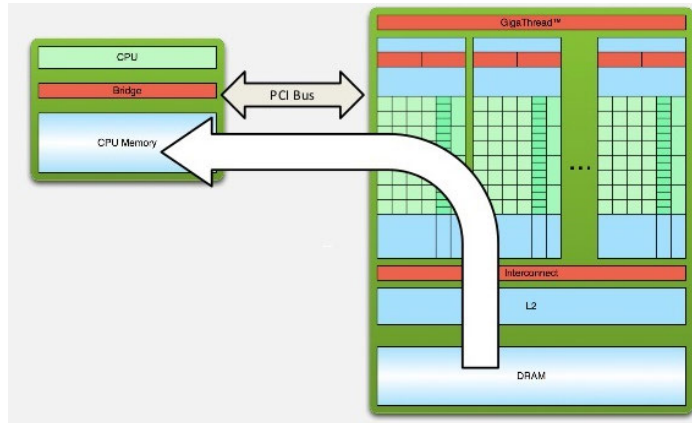 GigaThread™
CPU
Bridge
PCI Bus
CPU Memory
...
Interconnect
L2
DRAM